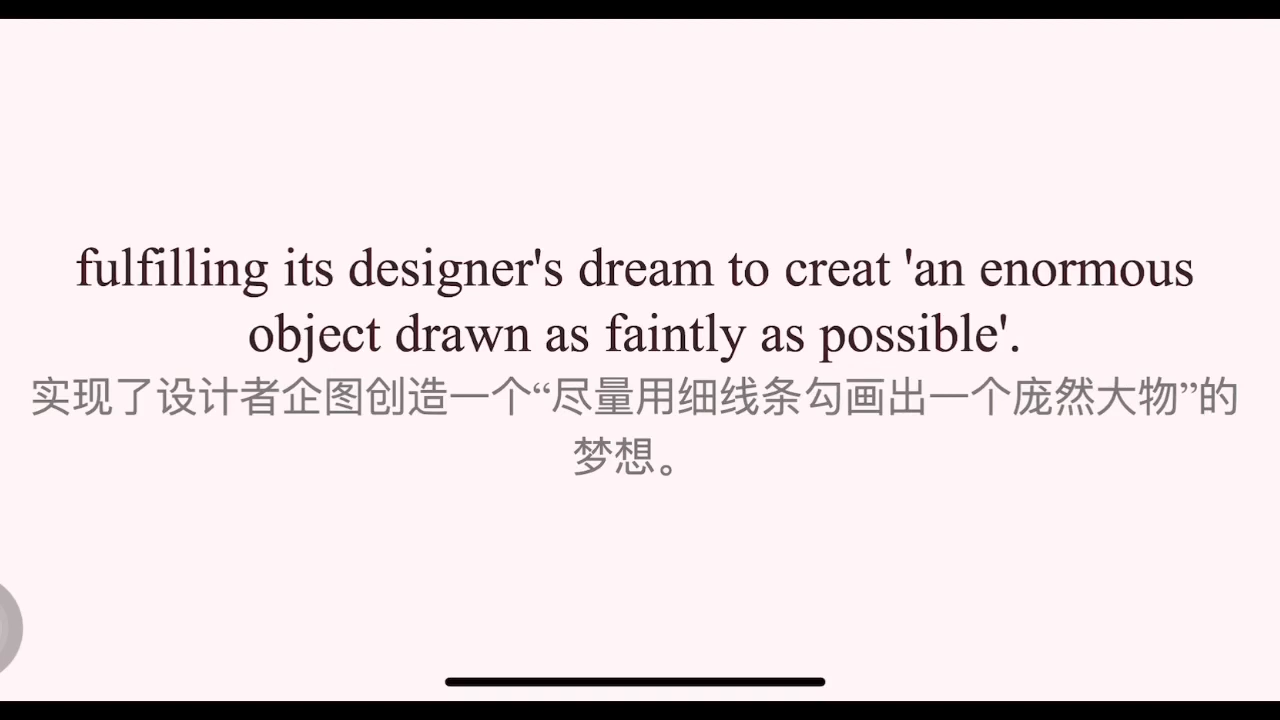 fulfilling its designer's dream to creat 'an enormous
object drawn as faintly as possible'.
实现了设计者企图创造一个“尽量用细线条勾画出一个庞然大物”的
梦想。